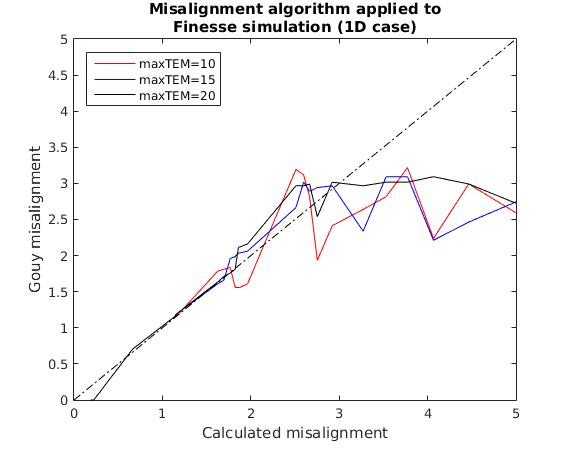 Misalignment algorithm applied to
Finesse simulation (1D case)
5
4.5
4
3.5
3
2.5
2
1.5
1
0.5
0
Gouy misalignment
maxTEM=10
maxTEM=15
maxTEM=20
0 1 2 3 4 5
Calculated misalignment